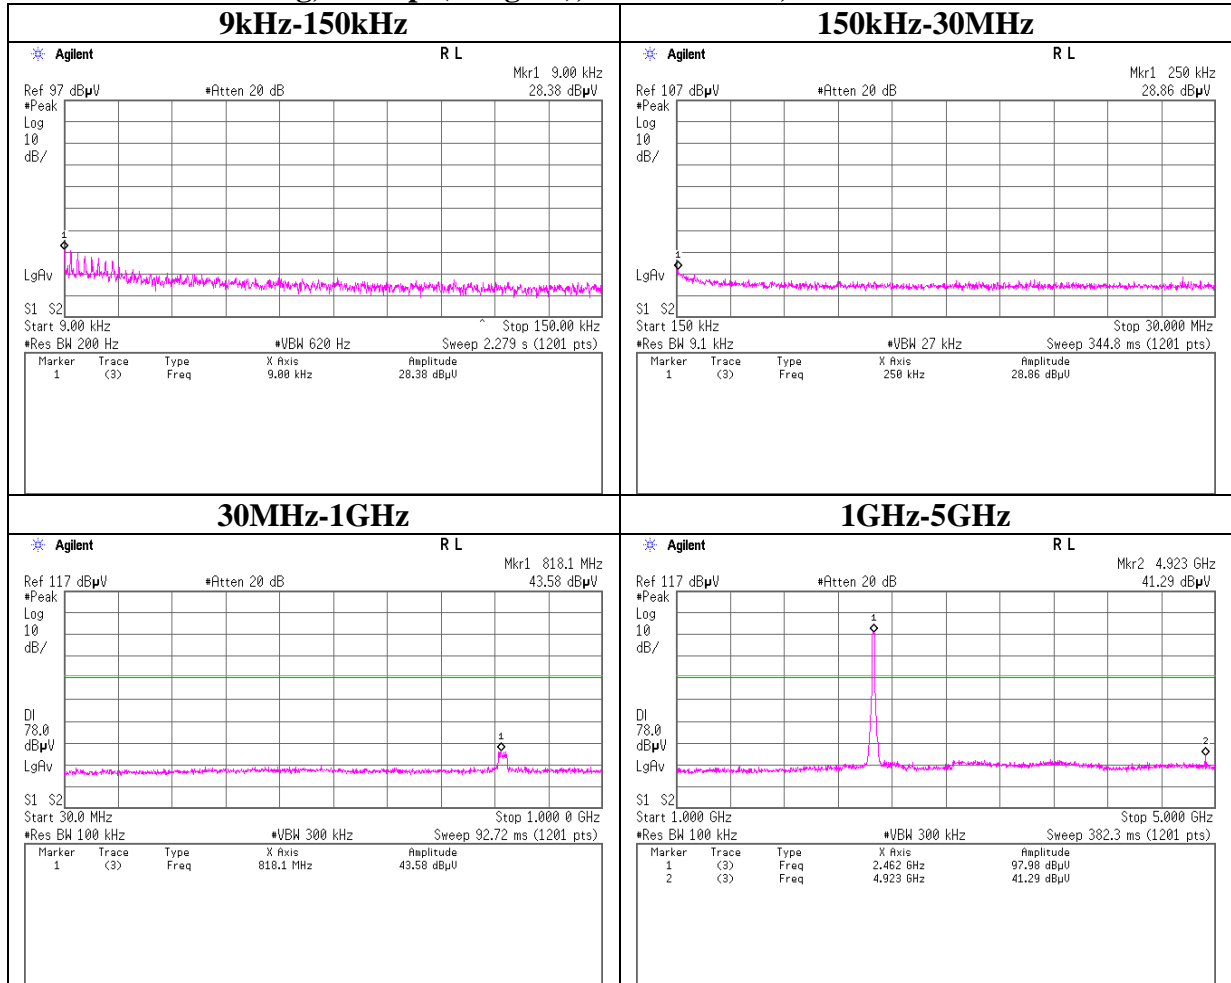 9kHz-150kHz
Agilent R L
Mkr1 9.00 kHz
Ref 97 dBµV #Atten 20 dB 28.38 dBµV
#Peak
Log
10
dB/
1
LgAv
S1 S2
Start 9.00 kHz ^ Stop 150.00 kHz
#Res BW 200 Hz #VBW 620 Hz Sweep 2.279 s (1201 pts)
Marker Trace Type X Axis Amplitude
1 (3) Freq 9.00 kHz 28.38 dBµV
150kHz-30MHz
Agilent R L
Mkr1 250 kHz
Ref 107 dBµV #Atten 20 dB 28.86 dBµV
#Peak
Log
10
dB/
1
LgAv
S1 S2
Start 150 kHz Stop 30.000 MHz
#Res BW 9.1 kHz #VBW 27 kHz Sweep 344.8 ms (1201 pts)
Marker Trace Type X Axis Amplitude
1 (3) Freq 250 kHz 28.86 dBµV
30MHz-1GHz
Agilent R L
Mkr1 818.1 MHz
Ref 117 dBµV #Atten 20 dB 43.58 dBµV
#Peak
Log
10
dB/
DI
78.0
dBµV
1
LgAv
S1 S2
Start 30.0 MHz Stop 1.000 0 GHz
#Res BW 100 kHz #VBW 300 kHz Sweep 92.72 ms (1201 pts)
Marker Trace Type X Axis Amplitude
1 (3) Freq 818.1 MHz 43.58 dBµV
1GHz-5GHz
Agilent R L
Mkr2 4.923 GHz
Ref 117 dBµV #Atten 20 dB 41.29 dBµV
#Peak
Log
10
dB/
1
DI
78.0
dBµV
2
LgAv
S1 S2
Start 1.000 GHz Stop 5.000 GHz
#Res BW 100 kHz #VBW 300 kHz Sweep 382.3 ms (1201 pts)
Marker Trace Type X Axis Amplitude
1 (3) Freq 2.462 GHz 97.98 dBµV
2 (3) Freq 4.923 GHz 41.29 dBµV